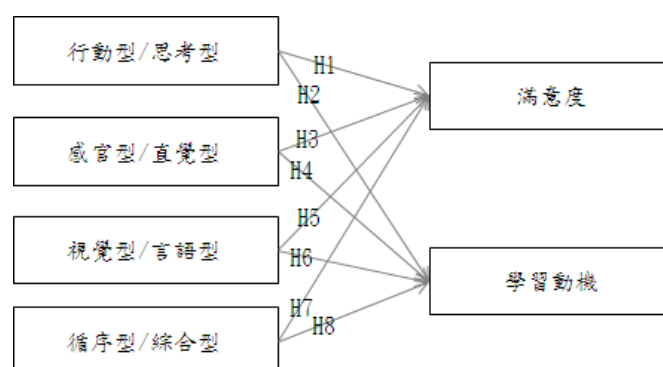 行動型/思考型
H1
H2
滿意度
感官型/直覺型
H3
H4
視覺型/言語型
H5
H6
學習動機
循序型/綜合型
H7
H8